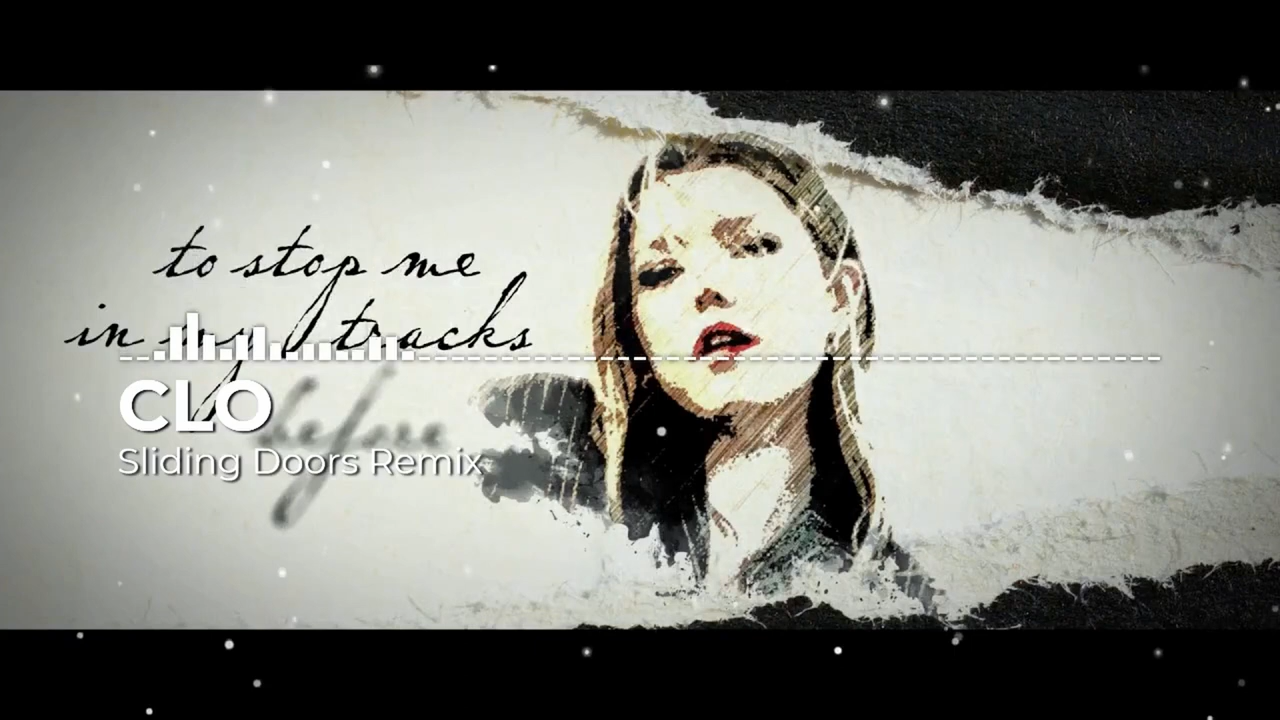 to stop me
in my tracks
before
CLO
Sliding Doors Remix